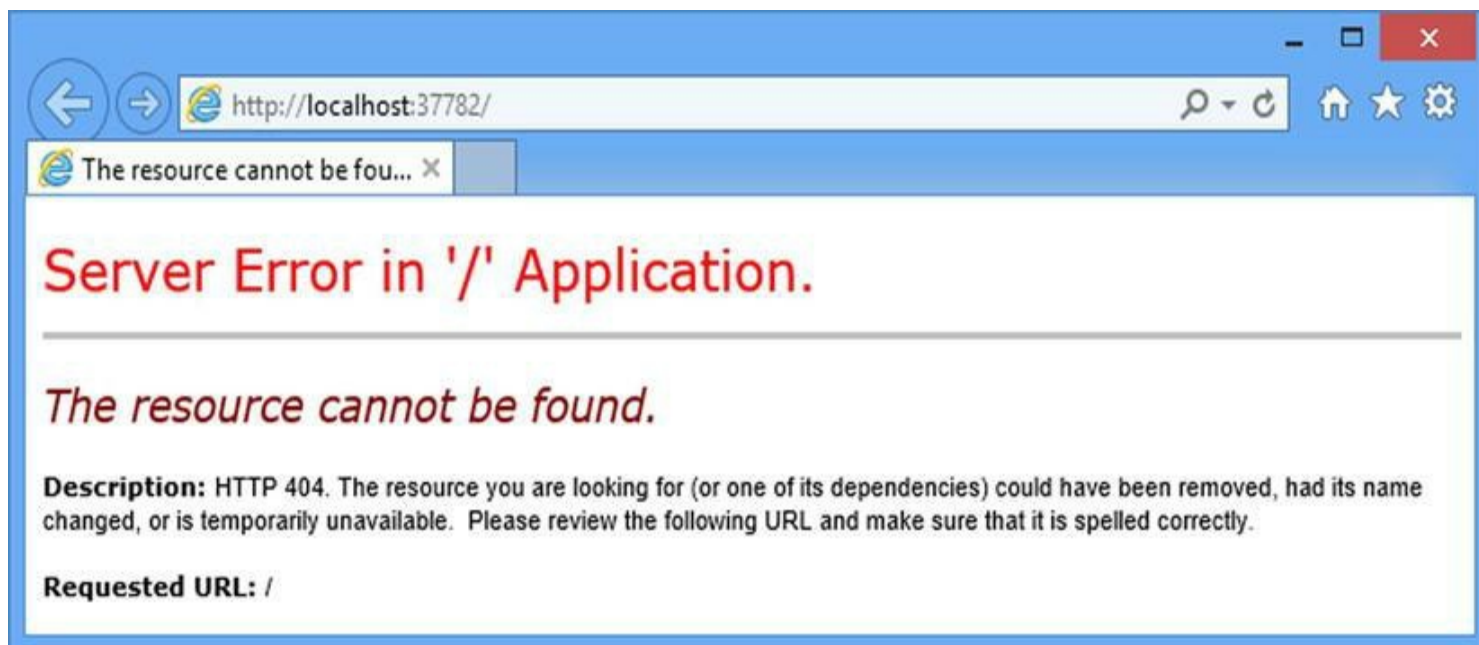 http://localhost:37782/
The resource cannot be fou...
Server Error in '/' Application.
The resource cannot be found.
Description: HTTP 404. The resource you are looking for (or one of its dependencies) could have been removed, had its name
changed, or is temporarily unavailable.  Please review the following URL and make sure that it is spelled correctly.
Requested URL: /